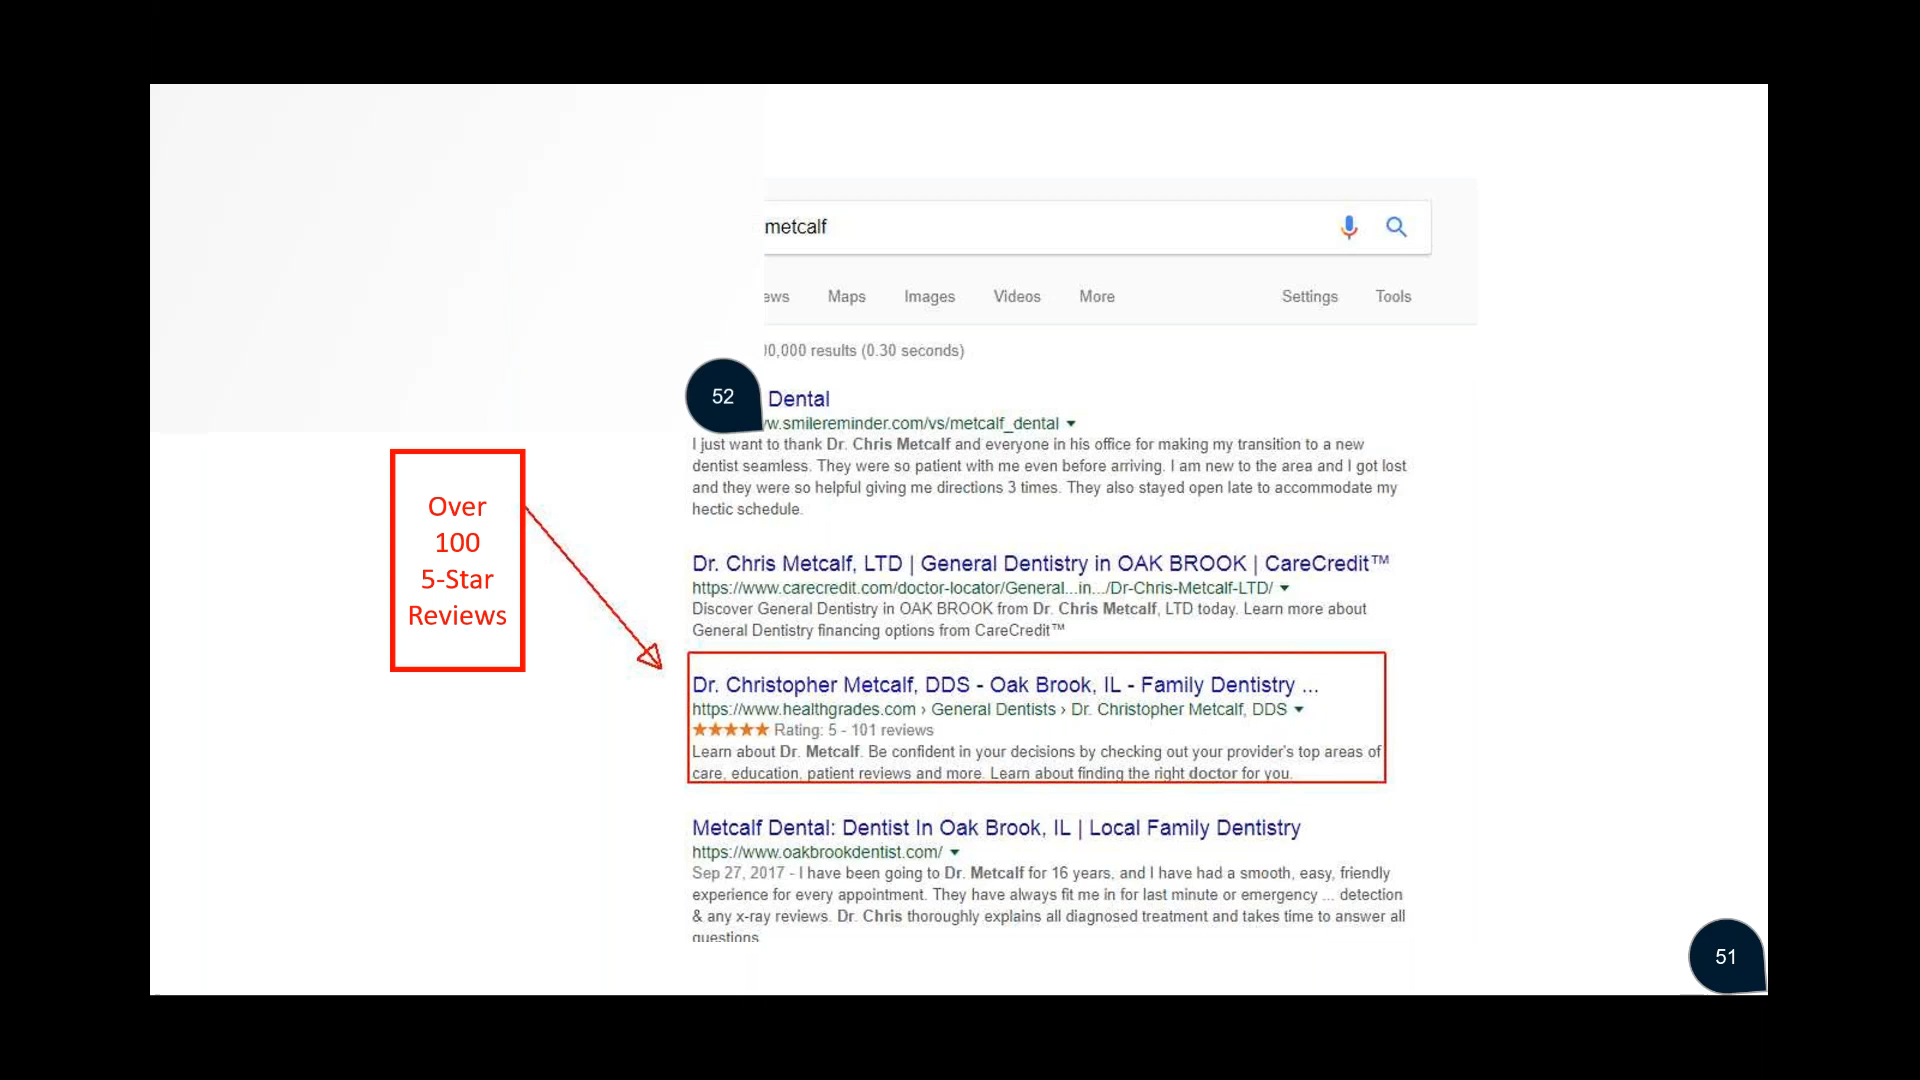 metcalf
ews Maps Images Videos More Settings Tools
00,000 results (0.30 seconds)
52
Dental
w.smilereminder.com/vs/metcalf_dental
I just want to thank Dr. Chris Metcalf and everyone in his office for making my transition to a new
dentist seamless. They were so patient with me even before arriving. I am new to the area and I got lost
and they were so helpful giving me directions 3 times. They also stayed open late to accommodate my
hectic schedule.
Over
100
5-Star
Reviews
Dr. Chris Metcalf, LTD | General Dentistry in OAK BROOK | CareCredit™
https://www.carecredit.com/doctor-locator/General...in.../Dr-Chris-Metcalf-LTD/
Discover General Dentistry in OAK BROOK from Dr. Chris Metcalf, LTD today. Learn more about
General Dentistry financing options from CareCredit™
Dr. Christopher Metcalf, DDS - Oak Brook, IL - Family Dentistry ...
https://www.healthgrades.com › General Dentists › Dr. Christopher Metcalf, DDS
Rating: 5 - 101 reviews
Learn about Dr. Metcalf. Be confident in your decisions by checking out your provider's top areas of
care, education, patient reviews and more. Learn about finding the right doctor for you.
Metcalf Dental: Dentist In Oak Brook, IL | Local Family Dentistry
https://www.oakbrookdentist.com/
Sep 27, 2017 - I have been going to Dr. Metcalf for 16 years, and I have had a smooth, easy, friendly
experience for every appointment. They have always fit me in for last minute or emergency ... detection
& any x-ray reviews. Dr. Chris thoroughly explains all diagnosed treatment and takes time to answer all
questions
51